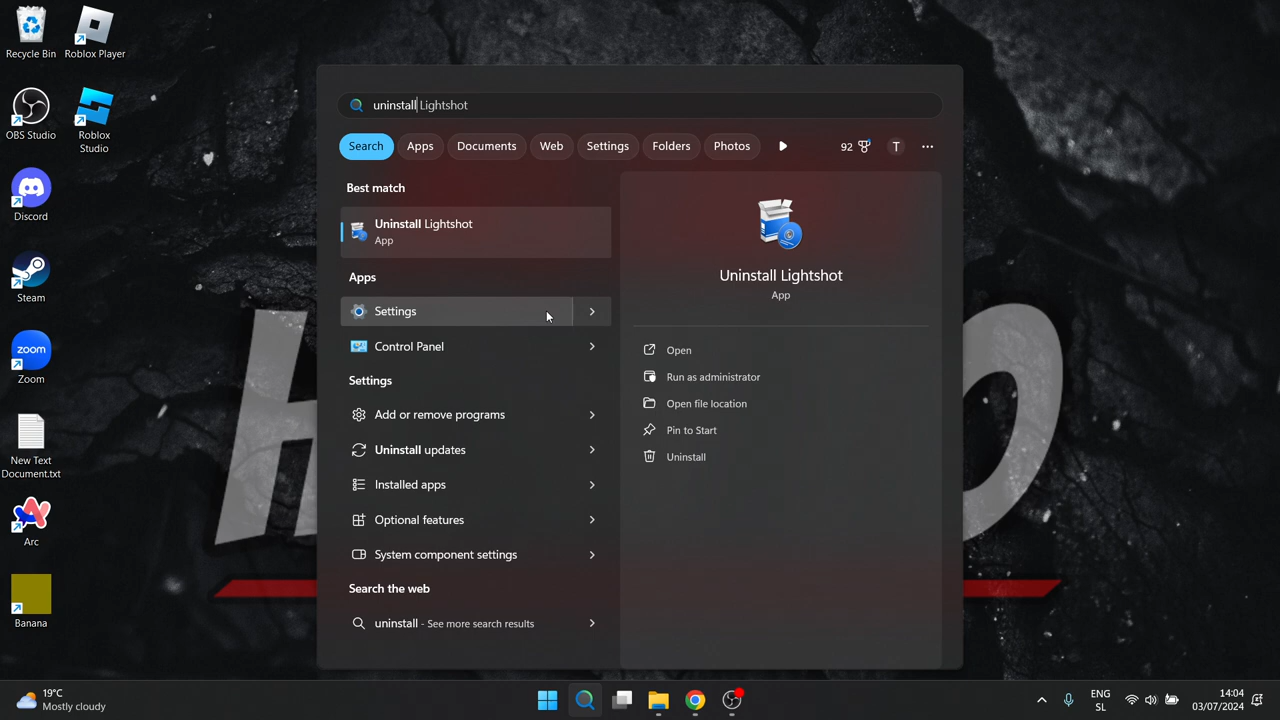 Recycle Bin
Roblox Player
OBS Studio
Roblox
Studio
Discord
Steam
zoom
Zoom
New Text
Document.txt
Arc
Banana
uninstall Lightshot
Search
Apps
Documents
Web
Settings
Folders
Photos
92
T
Best match
Uninstall Lightshot
App
Apps
Settings
Control Panel
Settings
Add or remove programs
Uninstall updates
Installed apps
Optional features
System component settings
Search the web
uninstall - See more search results
Uninstall Lightshot
App
Open
Run as administrator
Open file location
Pin to Start
Uninstall
19°C
Mostly cloudy
ENG
SL
14:04
03/07/2024